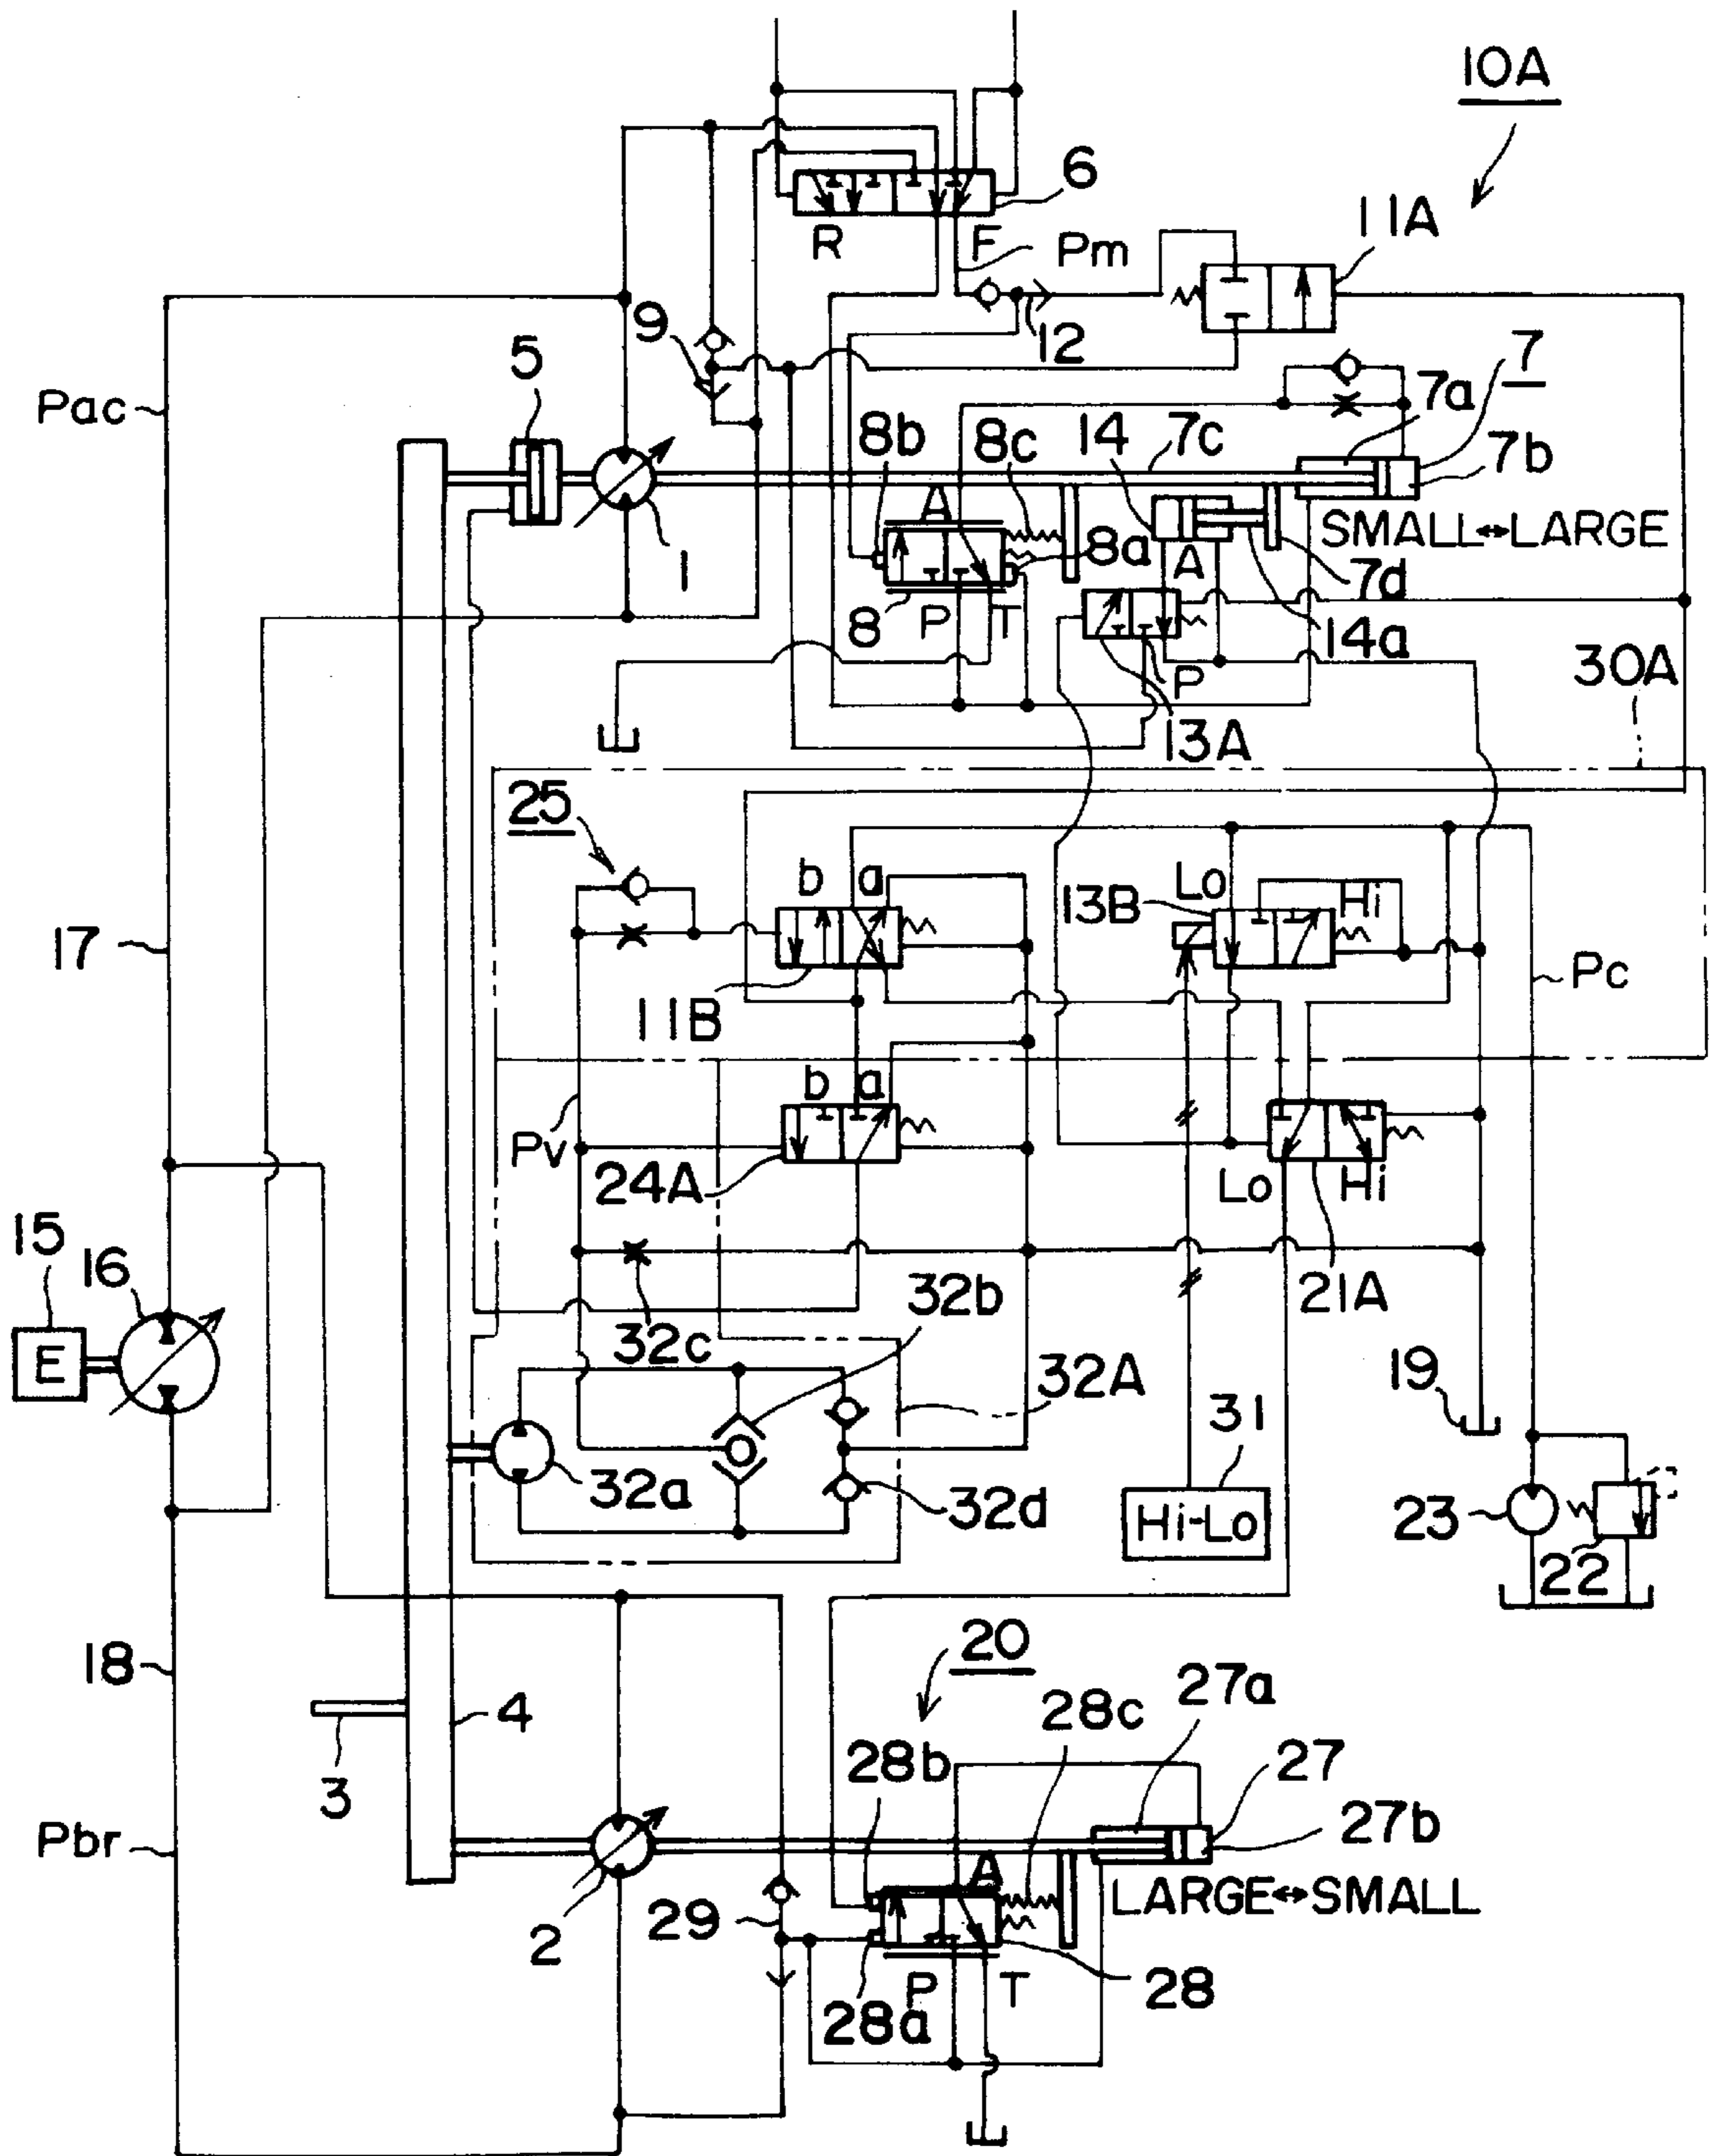 10A
6
11A
R
F
Pm
12
9
5
7
7a
Pac
8b
8c
14
7c
7b
A
SMALL↔LARGE
8a
A
7d
1
8
P
T
14a
P
30A
13A
25
b
a
Lo
Hi
13B
17
Pc
11B
b
a
Pv
24A
Lo
Hi
15
16
21A
32b
E
32c
32A
19
31
32a
32d
Hi-Lo
23
22
18
20
27a
4
28c
28b
27
3
27b
Pbr
A
LARGE↔SMALL
29
2
P
T
28
28a